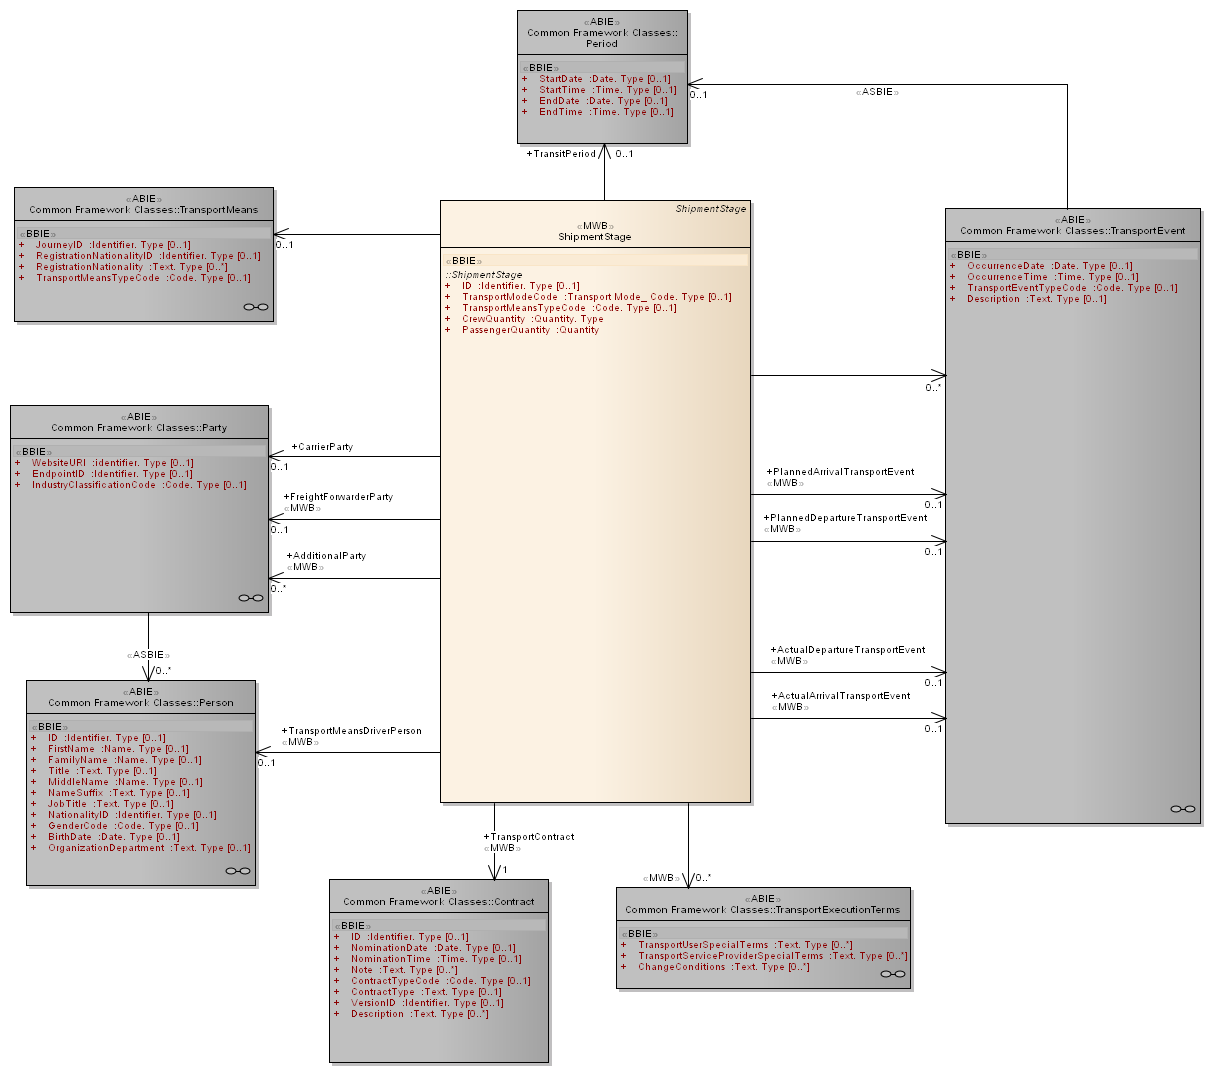 «ABIE»
Common Framework Classes::
Period
«BBIE»
+ StartDate :Date. Type [0..1]
+ StartTime :Time. Type [0..1]
+ EndDate :Date. Type [0..1]
+ EndTime :Time. Type [0..1]
0..1
«ASBIE»
+TransitPeriod
0..1
«ABIE»
Common Framework Classes::TransportMeans
«BBIE»
+ JourneyID :Identifier. Type [0..1]
+ RegistrationNationalityID :Identifier. Type [0..1]
+ RegistrationNationality :Text. Type [0..*]
+ TransportMeansTypeCode :Code. Type [0..1]
0..1
ShipmentStage
«MWB»
ShipmentStage
«BBIE»
::ShipmentStage
+ ID :Identifier. Type [0..1]
+ TransportModeCode :Transport Mode_ Code. Type [0..1]
+ TransportMeansTypeCode :Code. Type [0..1]
+ CrewQuantity :Quantity. Type
+ PassengerQuantity :Quantity
«ABIE»
Common Framework Classes::TransportEvent
«BBIE»
+ OccurrenceDate :Date. Type [0..1]
+ OccurrenceTime :Time. Type [0..1]
+ TransportEventTypeCode :Code. Type [0..1]
+ Description :Text. Type [0..1]
0..*
+PlannedArrivalTransportEvent
«MWB»
0..1
+PlannedDepartureTransportEvent
«MWB»
0..1
+ActualDepartureTransportEvent
«MWB»
0..1
+ActualArrivalTransportEvent
«MWB»
0..1
«ABIE»
Common Framework Classes::Party
«BBIE»
+ WebsiteURI :identifier. Type [0..1]
+ EndpointID :Identifier. Type [0..1]
+ IndustryClassificationCode :Code. Type [0..1]
+CarrierParty
0..1
+FreightForwarderParty
«MWB»
0..1
+AdditionalParty
«MWB»
0..*
«ASBIE»
0..*
«ABIE»
Common Framework Classes::Person
«BBIE»
+ ID :Identifier. Type [0..1]
+ FirstName :Name. Type [0..1]
+ FamilyName :Name. Type [0..1]
+ Title :Text. Type [0..1]
+ MiddleName :Name. Type [0..1]
+ NameSuffix :Text. Type [0..1]
+ JobTitle :Text. Type [0..1]
+ NationalityID :Identifier. Type [0..1]
+ GenderCode :Code. Type [0..1]
+ BirthDate :Date. Type [0..1]
+ OrganizationDepartment :Text. Type [0..1]
+TransportMeansDriverPerson
«MWB»
0..1
+TransportContract
«MWB»
1
«MWB»
0..*
«ABIE»
Common Framework Classes::Contract
«BBIE»
+ ID :Identifier. Type [0..1]
+ NominationDate :Date. Type [0..1]
+ NominationTime :Time. Type [0..1]
+ Note :Text. Type [0..*]
+ ContractTypeCode :Code. Type [0..1]
+ ContractType :Text. Type [0..1]
+ VersionID :Identifier. Type [0..1]
+ Description :Text. Type [0..*]
«ABIE»
Common Framework Classes::TransportExecutionTerms
«BBIE»
+ TransportUserSpecialTerms :Text. Type [0..*]
+ TransportServiceProviderSpecialTerms :Text. Type [0..*]
+ ChangeConditions :Text. Type [0..*]